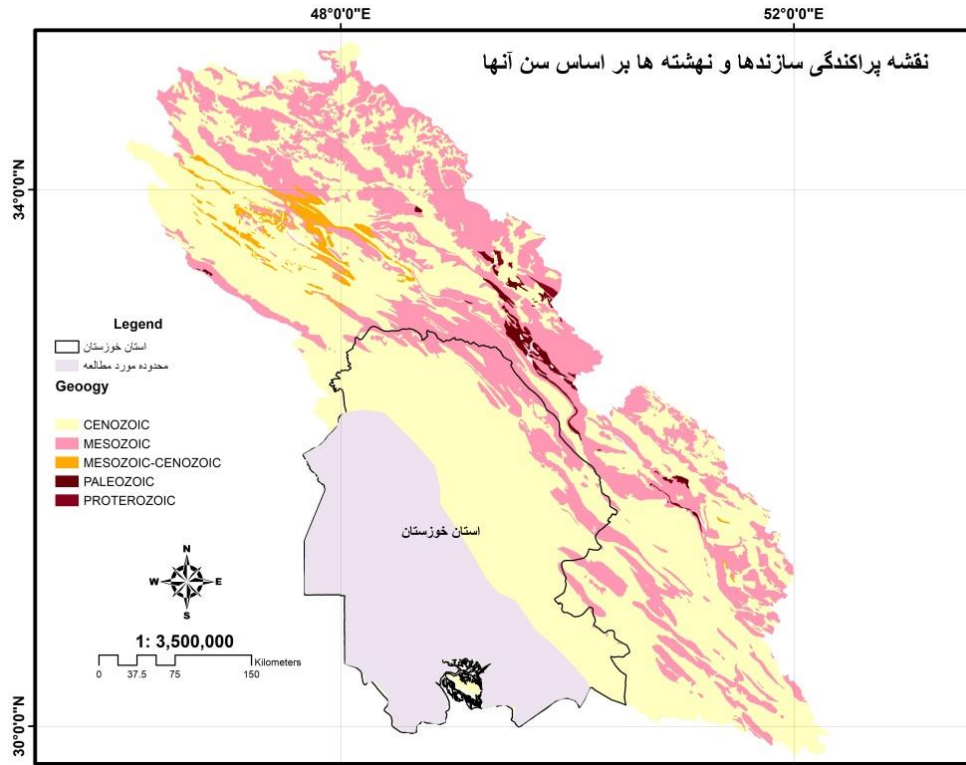 48°0'0"E
52°0'0"E
نقشه پراکندگی سازندها و نهشته ها بر اساس سن آنها
34°0'0"N
Legend
استان خوزستان
محدوده مورد مطالعه
Geoogy
CENOZOIC
MESOZOIC
MESOZOIC-CENOZOIC
PALEOZOIC
PROTEROZOIC
استان خوزستان
N
W
E
S
1: 3,500,000
Kilometers
0 37.5 75 150
30°0'0"N